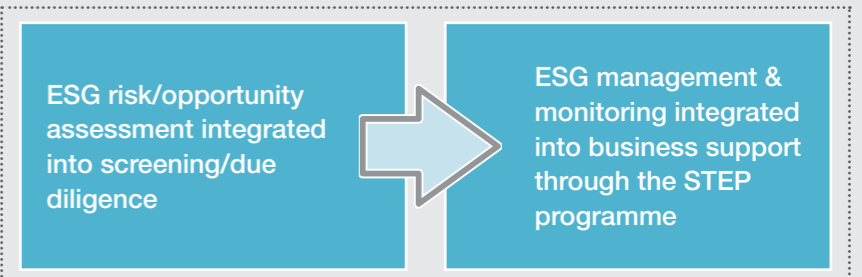 ESG risk/opportunity
assessment integrated
into screening/due
diligence
ESG management &
monitoring integrated
into business support
through the STEP
programme